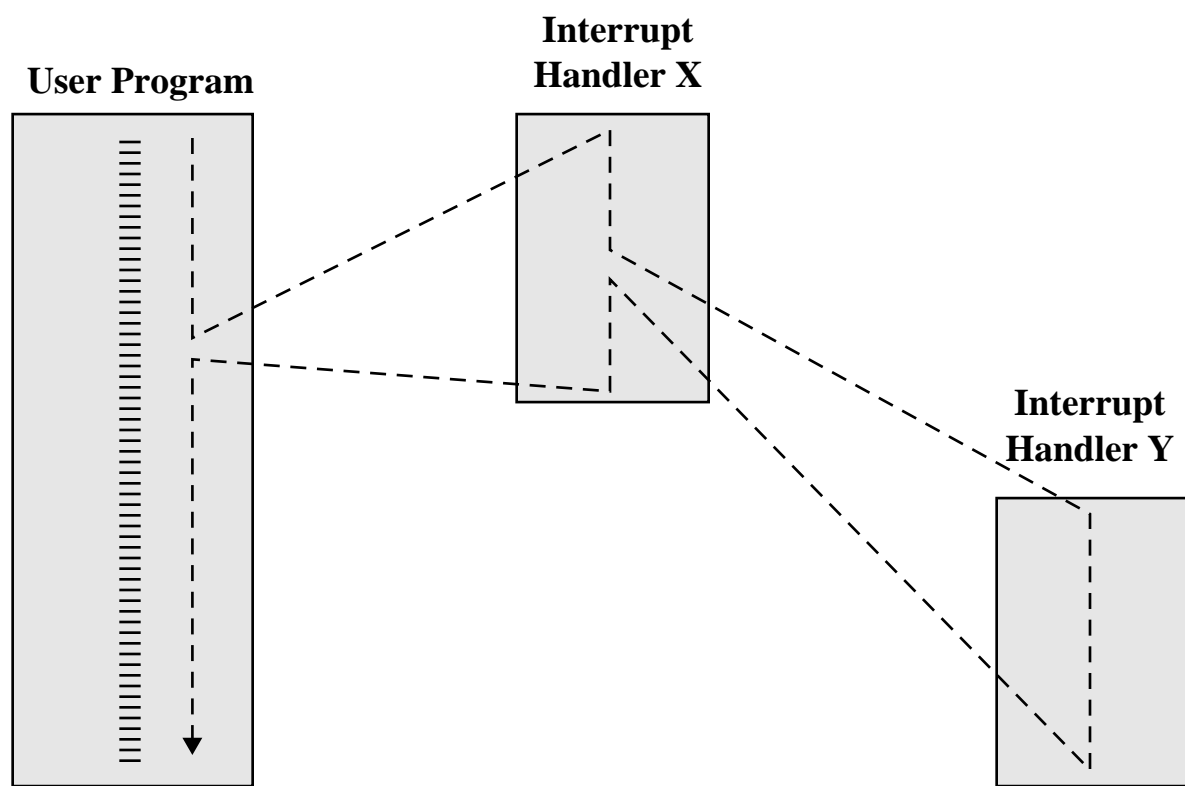 User Program
Interrupt
Handler X
Interrupt
Handler Y